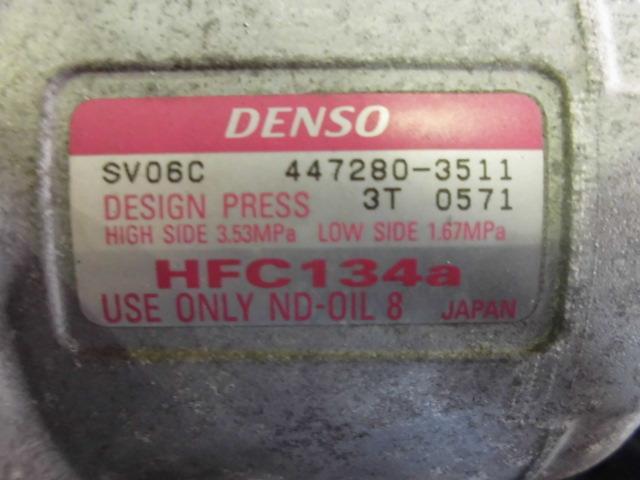 DENSO
SV06C 447280-3511
DESIGN PRESS 3T 0571
HIGH SIDE 3.53MPa LOW SIDE 1.67MPa
HFC134a
USE ONLY ND-OIL 8 JAPAN